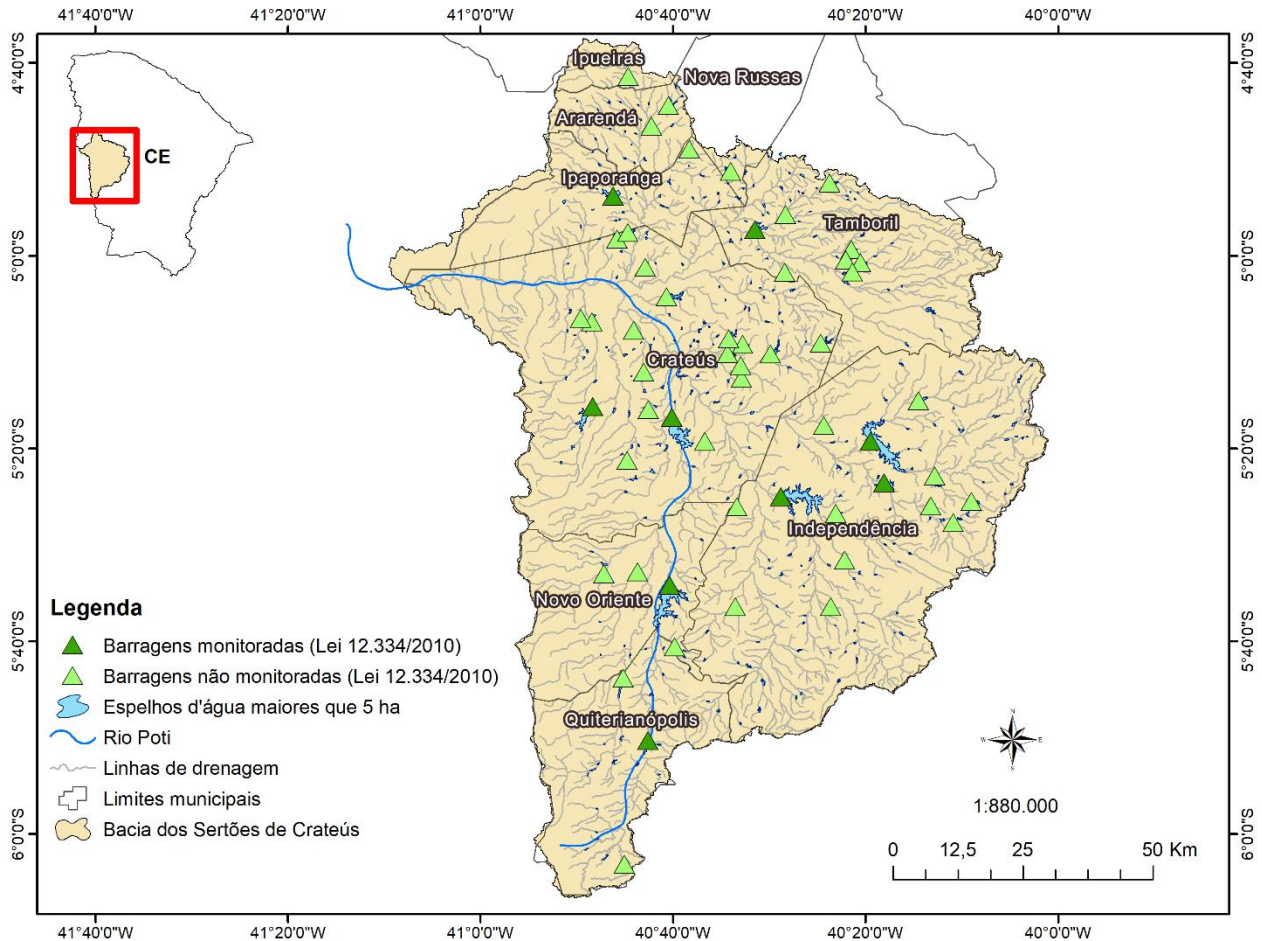 41°40'0"W 41°20'0"W 41°0'0"W 40°40'0"W 40°20'0"W 40°0'0"W
4°40'0"S 4°40'0"S
5°0'0"S 5°0'0"S
5°20'0"S 5°20'0"S
5°40'0"S 5°40'0"S
6°0'0"S 6°0'0"S
CE
Ipueiras
Nova Russas
Ararendá
Ipaporanga
Tamboril
Crateús
Independência
Novo Oriente
Quiterianópolis
Legenda
Barragens monitoradas (Lei 12.334/2010)
Barragens não monitoradas (Lei 12.334/2010)
Espelhos d'água maiores que 5 ha
Rio Poti
Linhas de drenagem
Limites municipais
Bacia dos Sertões de Crateús
N
W E
S
1:880.000
0 12,5 25 50 Km
41°40'0"W 41°20'0"W 41°0'0"W 40°40'0"W 40°20'0"W 40°0'0"W